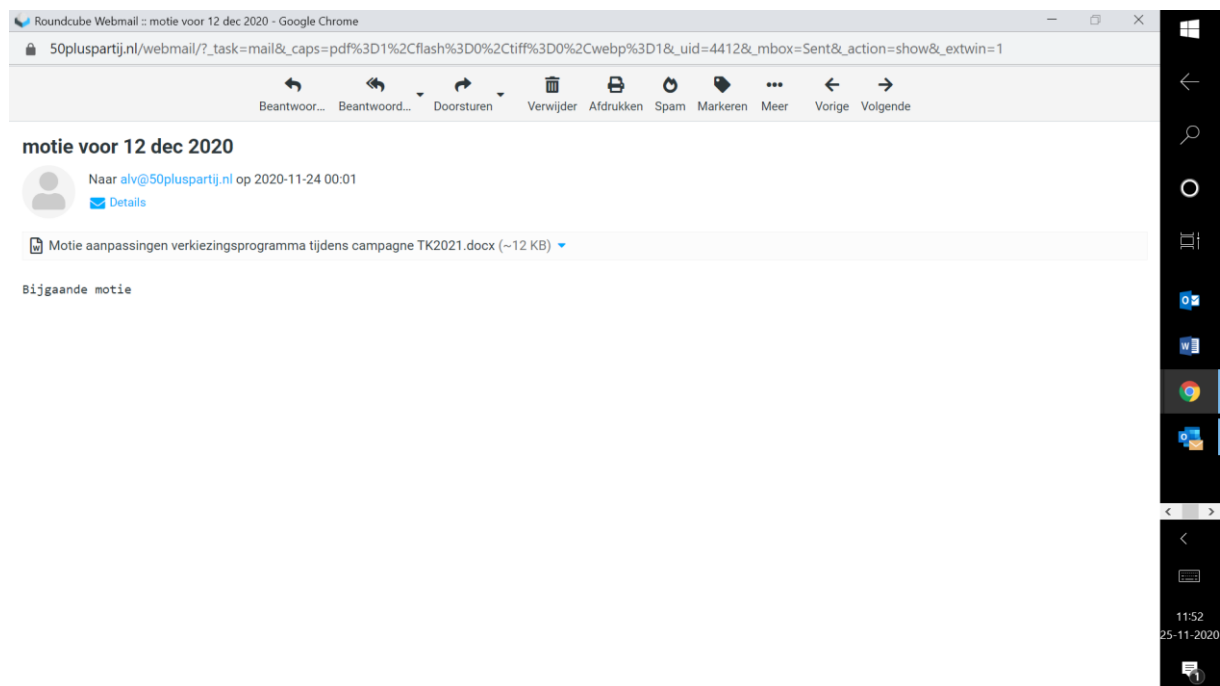 Roundcube Webmail :: motie voor 12 dec 2020 - Google Chrome
50pluspartij.nl/webmail/?_task=mail&_caps=pdf%3D1%2Cflash%3D0%2Ctiff%3D0%2Cwebp%3D1&_uid=4412&_mbox=Sent&_action=show&_extwin=1
Beantwoor... Beantwoord... Doorsturen Verwijder Afdrukken Spam Markeren Meer Vorige Volgende
motie voor 12 dec 2020
Naar alv@50pluspartij.nl op 2020-11-24 00:01
Details
Motie aanpassingen verkiezingsprogramma tijdens campagne TK2021.docx (~12 KB)
Bijgaande motie
11:52
25-11-2020
1